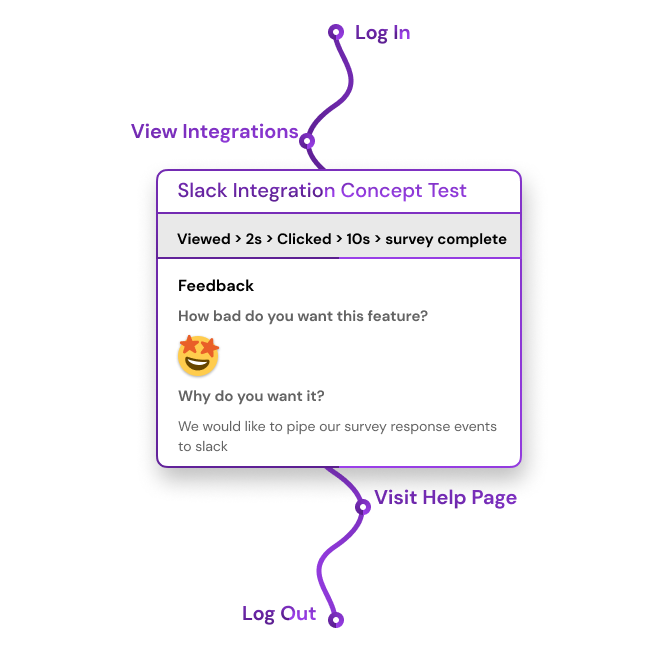 Log In
View Integrations
Slack Integration Concept Test
Viewed > 2s > Clicked > 10s > survey complete
Feedback
How bad do you want this feature?
Why do you want it?
We would like to pipe our survey response events
to slack
Visit Help Page
Log Out